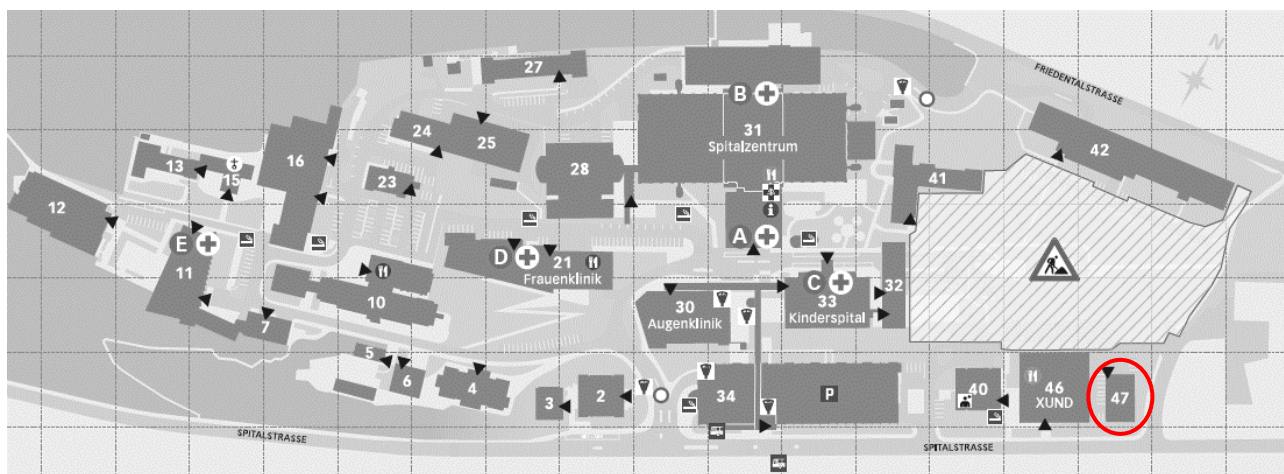 N
FRIEDENTALSTRASSE
27
B
31
Spitalzentrum
24
25
16
13
15
23
28
42
41
12
i
A
E
11
D
21
Frauenklinik
C
33
Kinderspital
32
10
7
30
Augenklinik
5
6
4
3
2
34
P
40
46
XUND
47
SPITALSTRASSE
SPITALSTRASSE